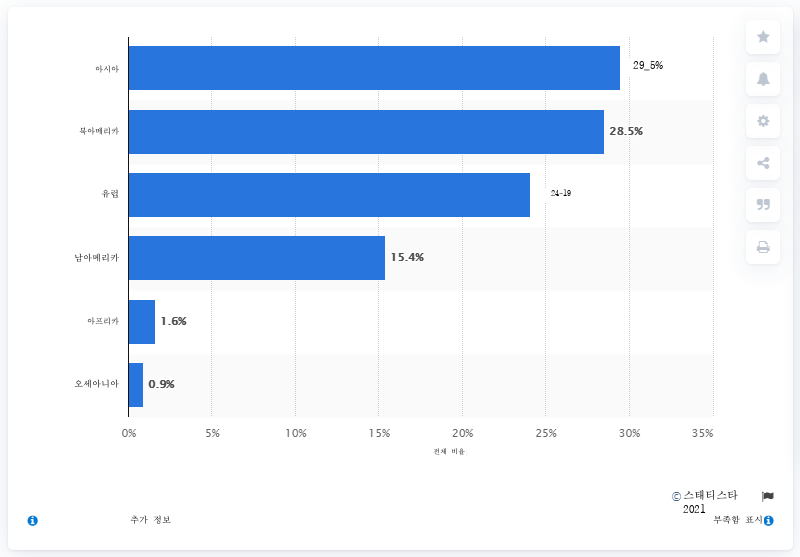 아시아 29_5%
북아메리카 28.5%
유럽 24-19
남아메리카 15.4%
아프리카 1.6%
오세아니아 0.9%
0% 5% 10% 15% 20% 25% 30% 35%
전체 비율
© 스태티스타
2021
추가 정보 부족함 표시